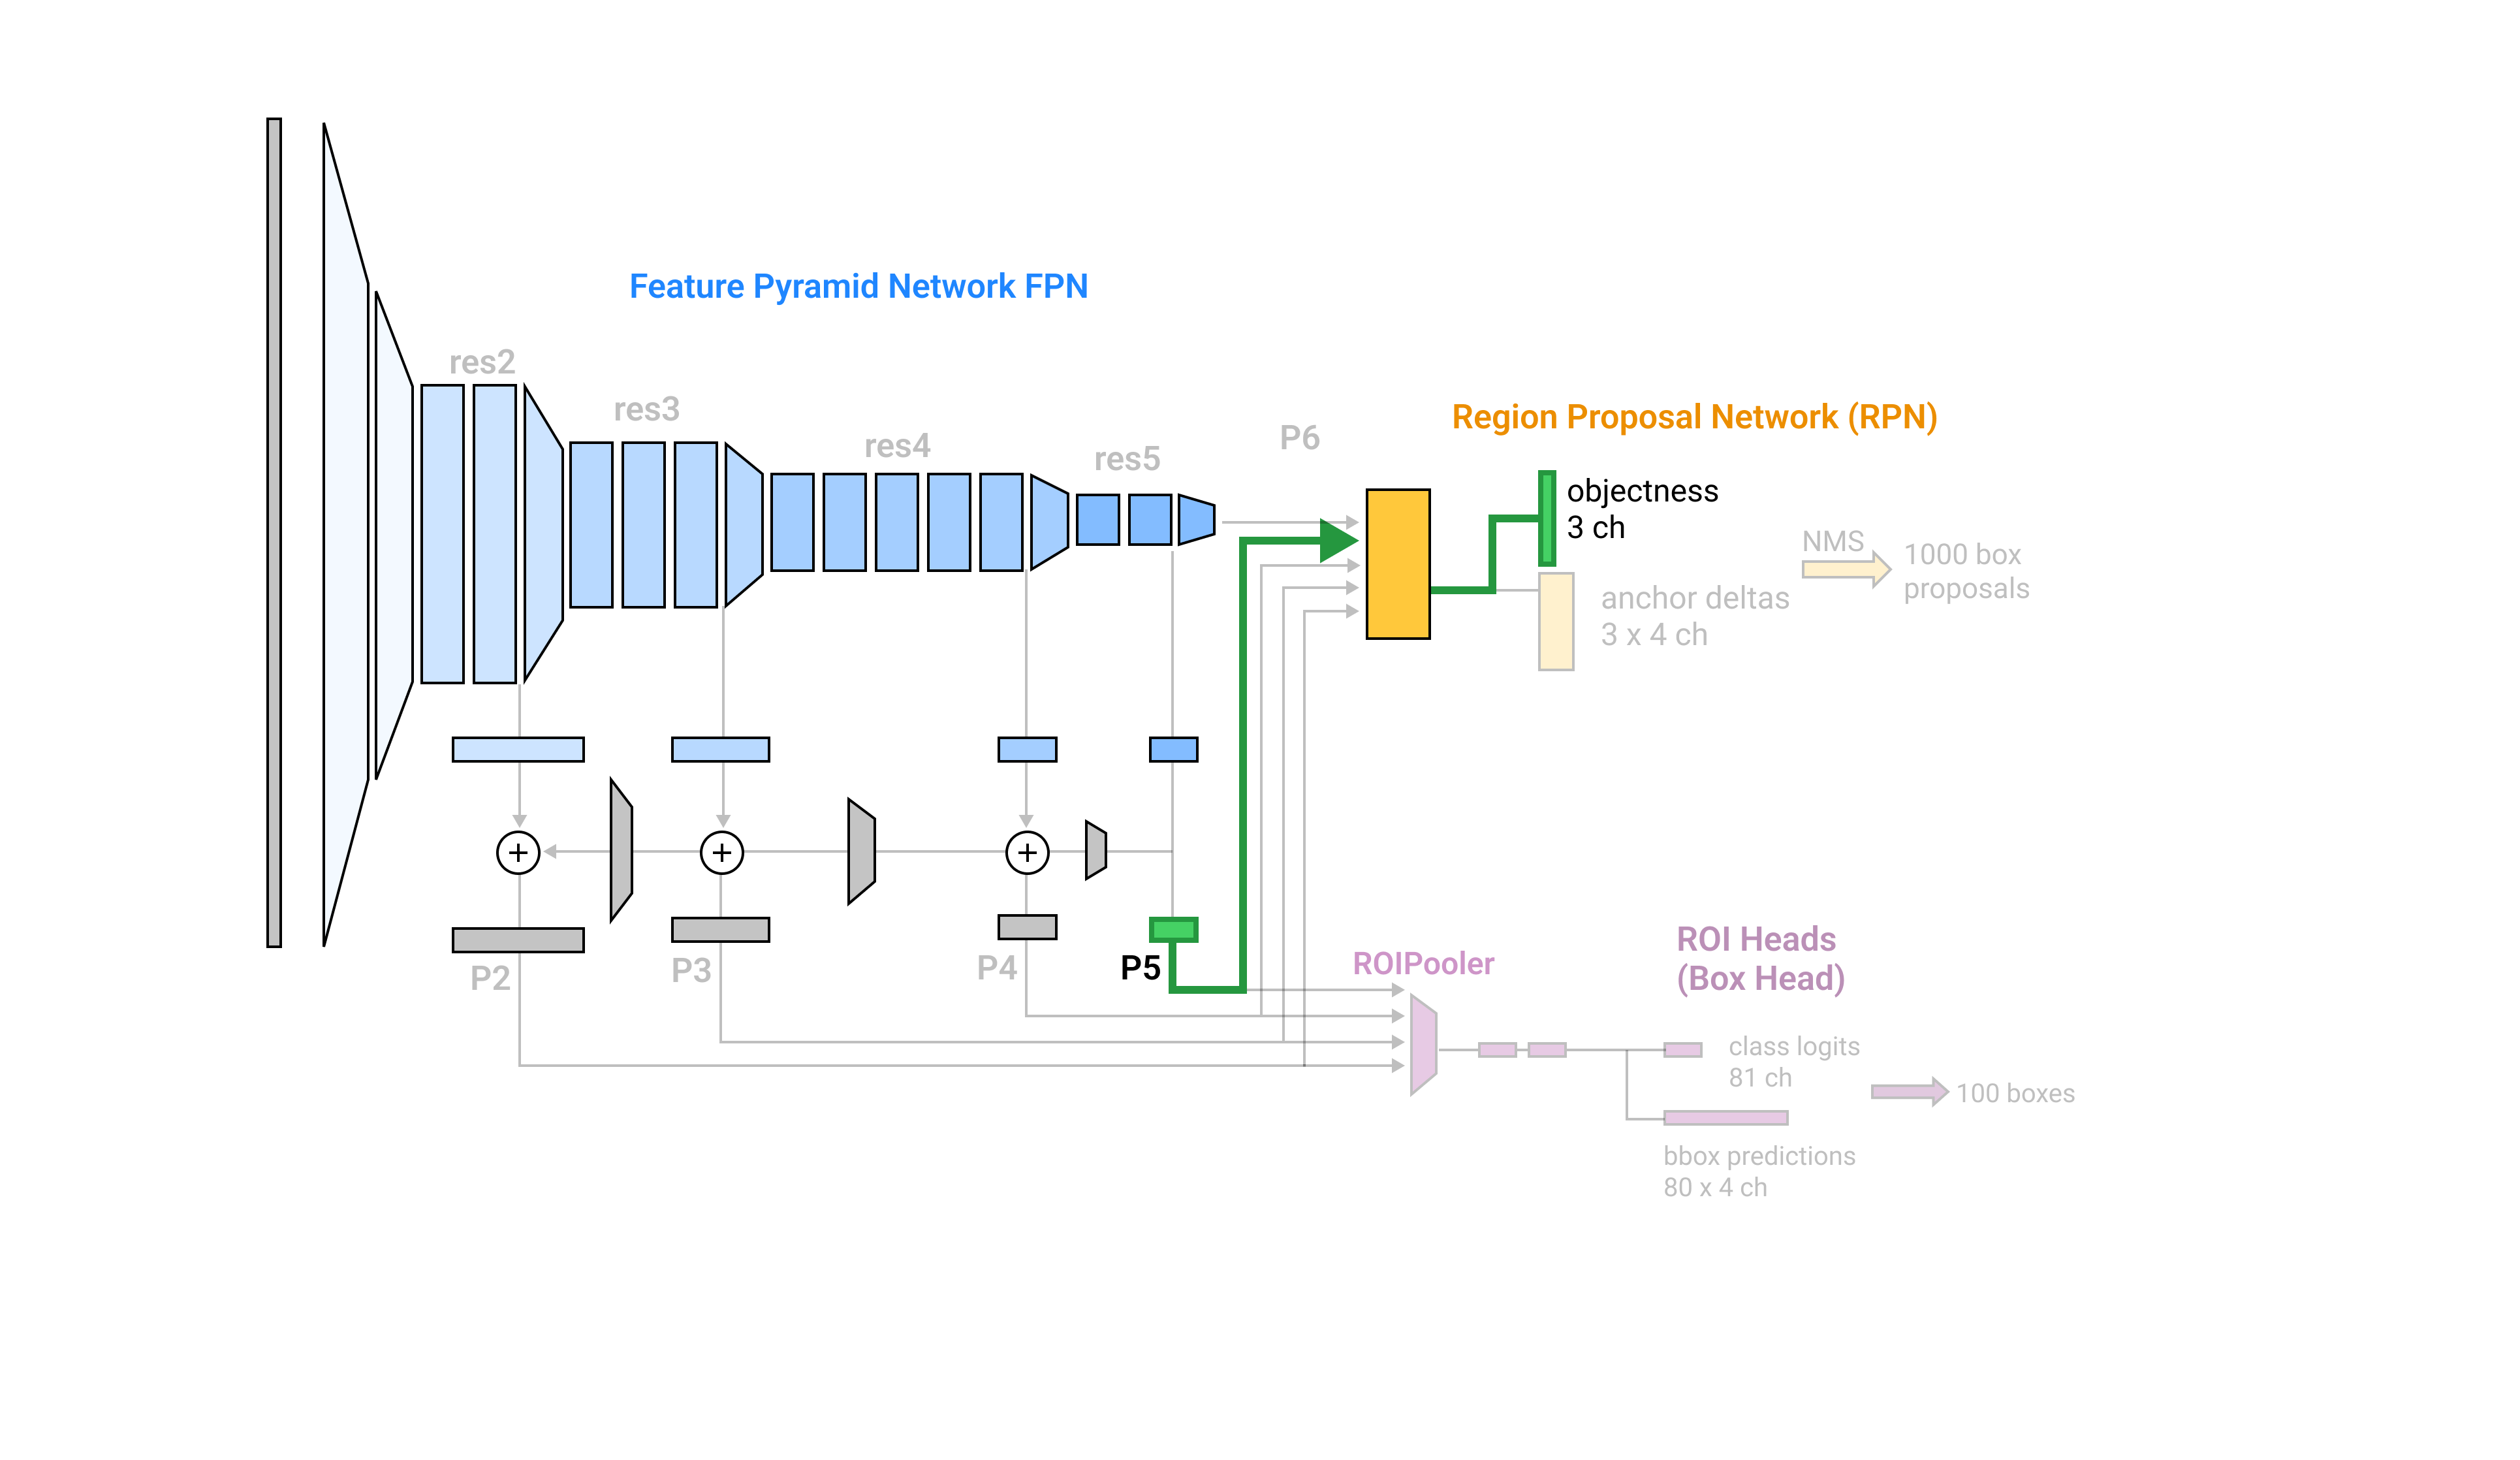 Feature Pyramid Network FPN
res2
res3
res4
res5
P6
Region Proposal Network (RPN)
objectness
3 ch
NMS
1000 box
proposals
anchor deltas
3 x 4 ch
+
+
+
P2
P3
P4
P5
ROIPooler
ROI Heads
(Box Head)
class logits
81 ch
100 boxes
bbox predictions
80 x 4 ch